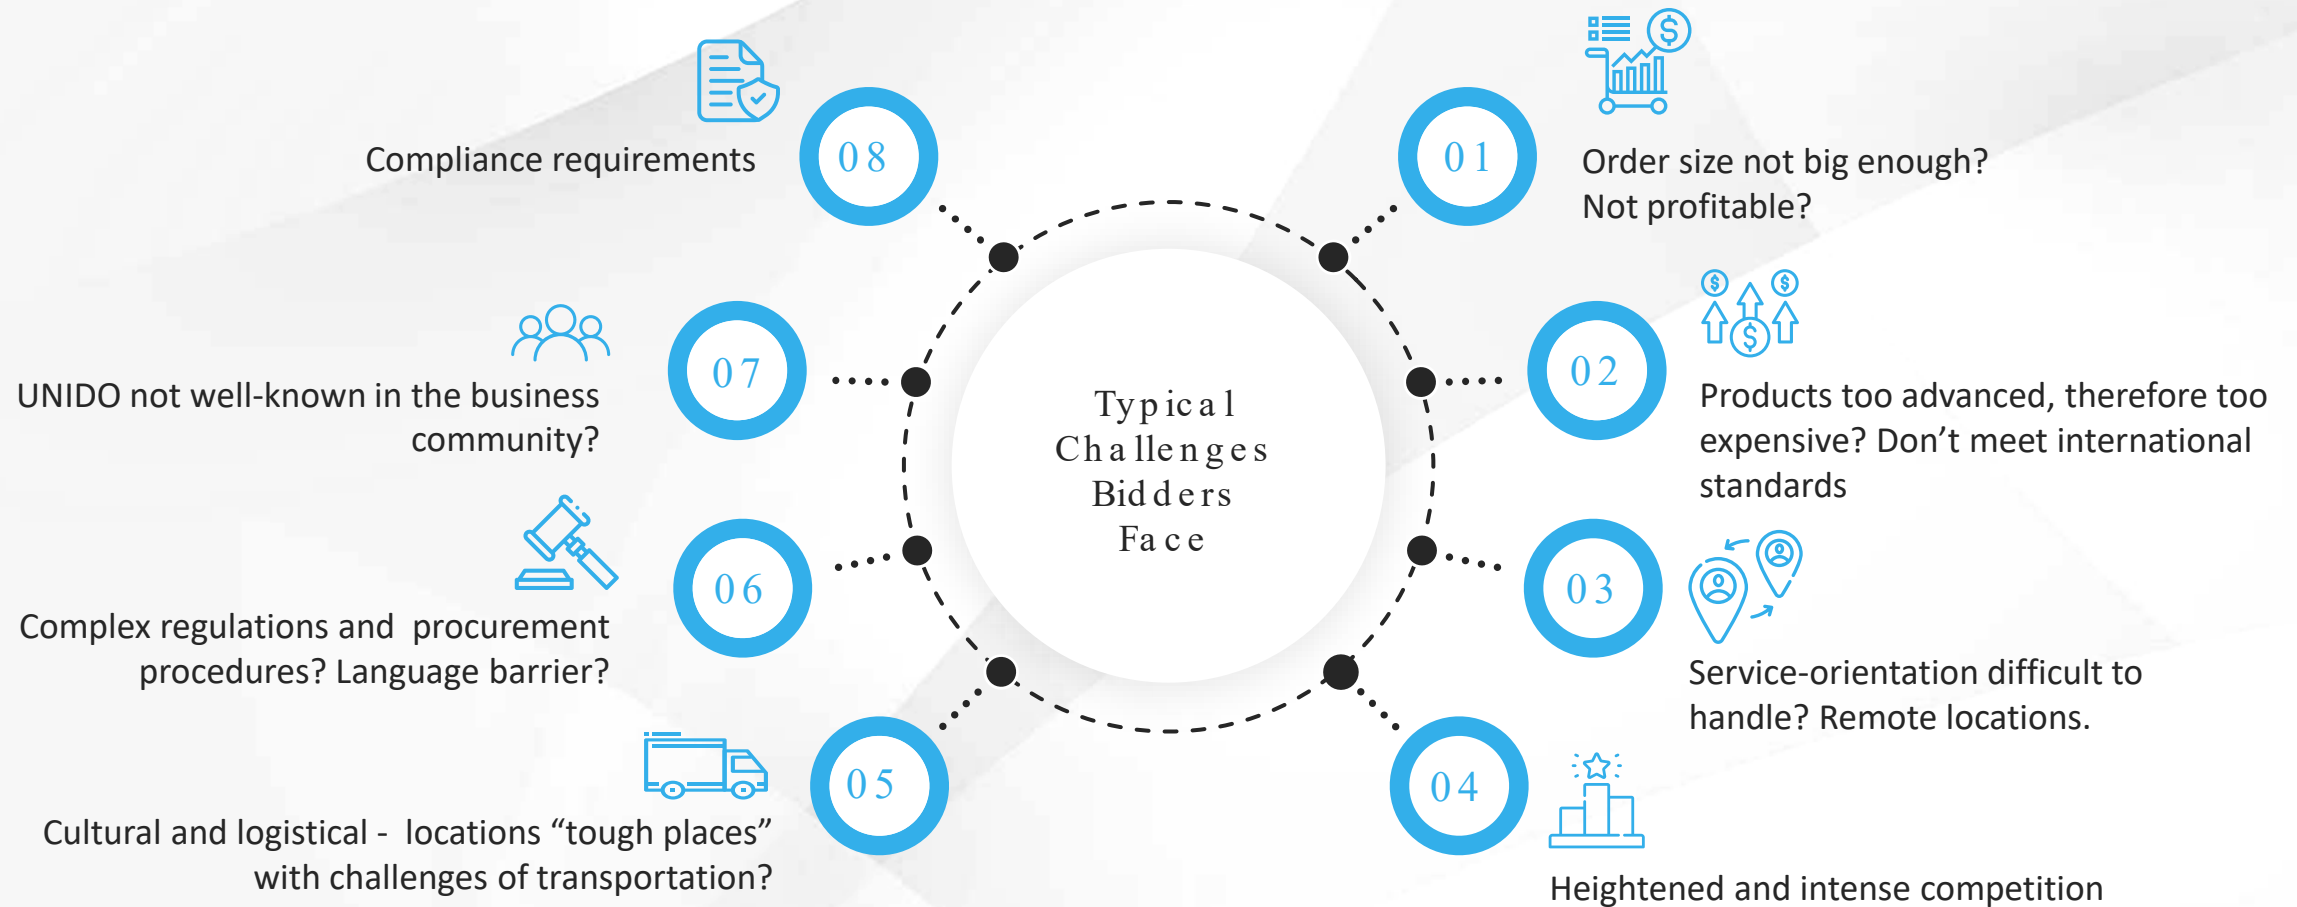 Typical
Challenges
Bidders
Face
01
Order size not big enough?
Not profitable?
02
Products too advanced, therefore too
expensive? Don’t meet international
standards
03
Service-orientation difficult to
handle? Remote locations.
04
Heightened and intense competition
05
Cultural and logistical - locations “tough places”
with challenges of transportation?
06
Complex regulations and procurement
procedures? Language barrier?
07
UNIDO not well-known in the business
community?
08
Compliance requirements